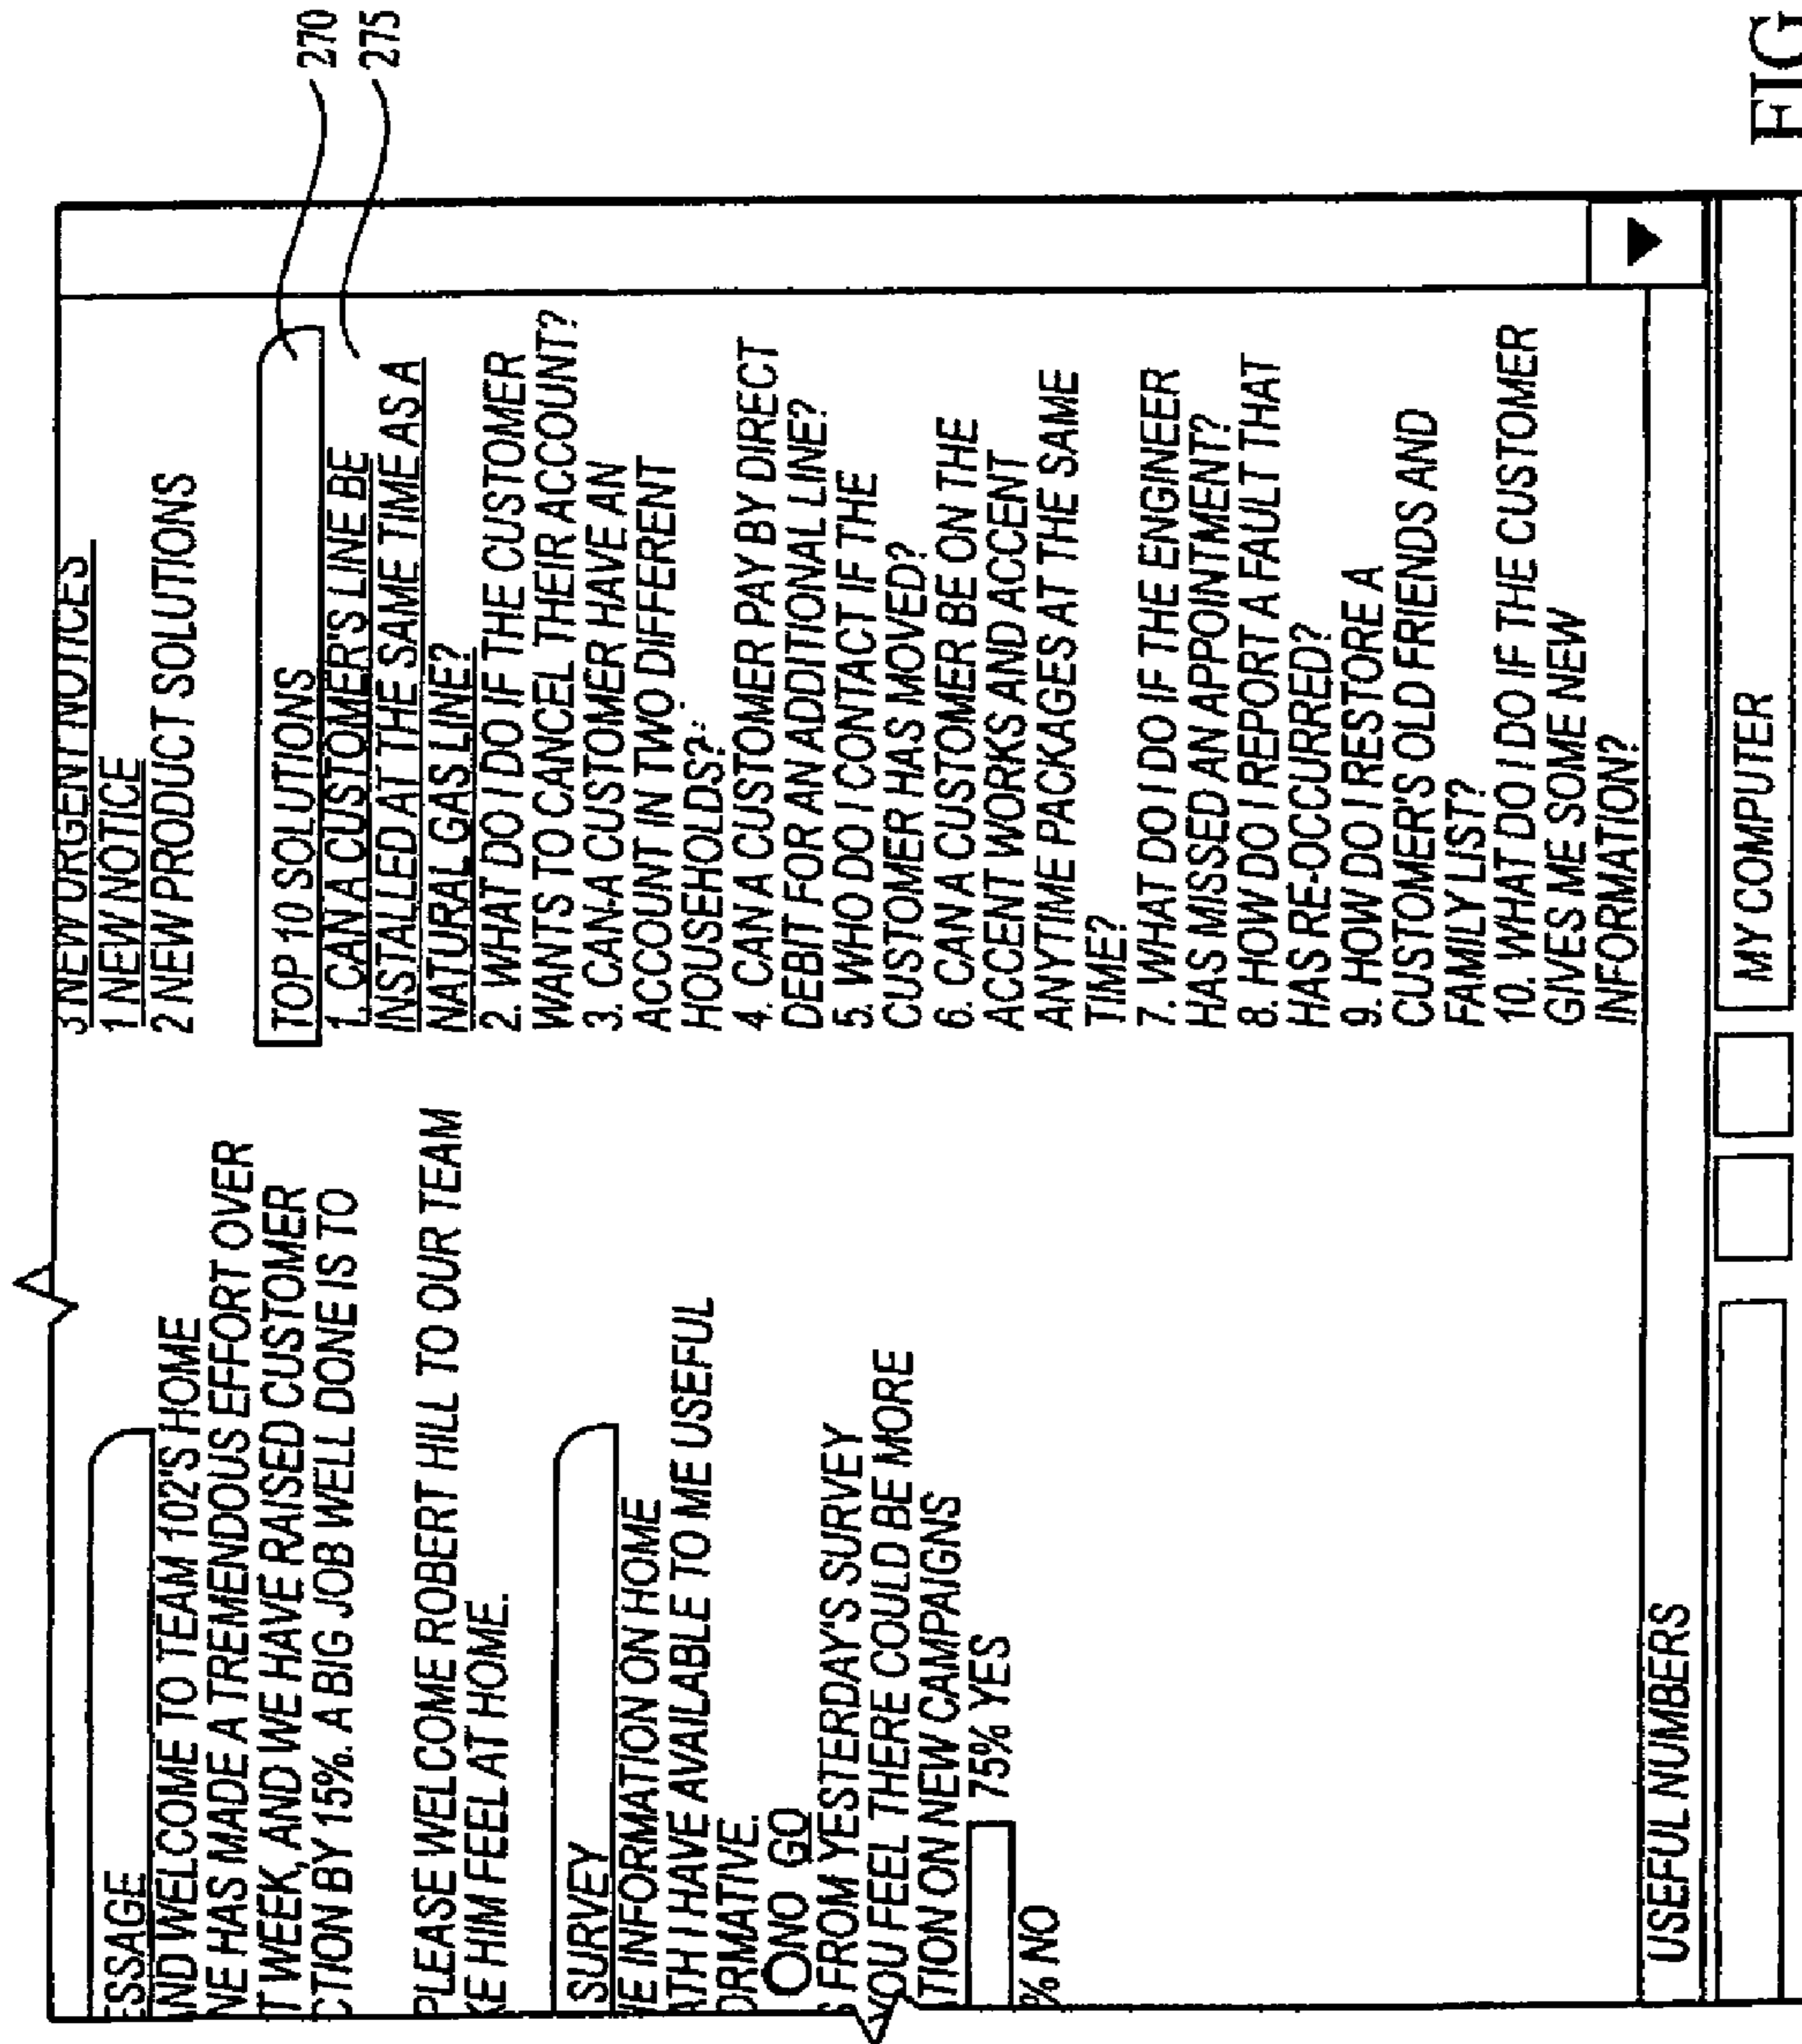 ESSAGE
ND WELCOME TO TEAM 102'S HOME
NE HAS MADE A TREMENDOUS EFFORT OVER
T WEEK, AND WE HAVE RAISED CUSTOMER
CTION BY 15%. A BIG JOB WELL DONE IS TO
PLEASE WELCOME ROBERT HILL TO OUR TEAM
KE HIM FEEL AT HOME.
SURVEY
HE INFORMATION ON HOME
ATH I HAVE AVAILABLE TO ME USEFUL
ORMATIVE.
NO GO
S FROM YESTERDAY'S SURVEY
YOU FEEL THERE COULD BE MORE
TION ON NEW CAMPAIGNS
75% YES
% NO
3 NEW URGENT NOTICES
1 NEW NOTICE
2 NEW PRODUCT SOLUTIONS
TOP 10 SOLUTIONS
1. CAN A CUSTOMER'S LINE BE
INSTALLED AT THE SAME TIME AS A
NATURAL GAS LINE?
2. WHAT DO I DO IF THE CUSTOMER
WANTS TO CANCEL THEIR ACCOUNT?
3. CAN-A CUSTOMER HAVE AN
ACCOUNT IN TWO DIFFERENT
HOUSEHOLDS?
4. CAN A CUSTOMER PAY BY DIRECT
DEBIT FOR AN ADDITIONAL LINE?
5. WHO DO I CONTACT IF THE
CUSTOMER HAS MOVED?
6. CAN A CUSTOMER BE ON THE
ACCENT WORKS AND ACCENT
ANYTIME PACKAGES AT THE SAME
TIME?
7. WHAT DO I DO IF THE ENGINEER
HAS MISSED AN APPOINTMENT?
8. HOW DO I REPORT A FAULT THAT
HAS RE-OCCURRED?
9. HOW DO I RESTORE A
CUSTOMER'S OLD FRIENDS AND
FAMILY LIST?
10. WHAT DO I DO IF THE CUSTOMER
GIVES ME SOME NEW
INFORMATION?
270
275
USEFUL NUMBERS
MY COMPUTER
FIG